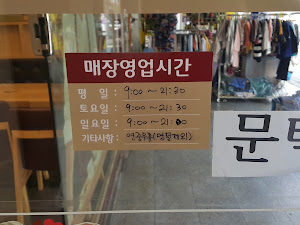 매장영업시간
평 일 : 9:00 ~ 21:30
토요일 : 9:00 ~ 21:30
일요일 : 9:00 ~ 21:00
기타사항 : 연중무휴(명절제외)
문